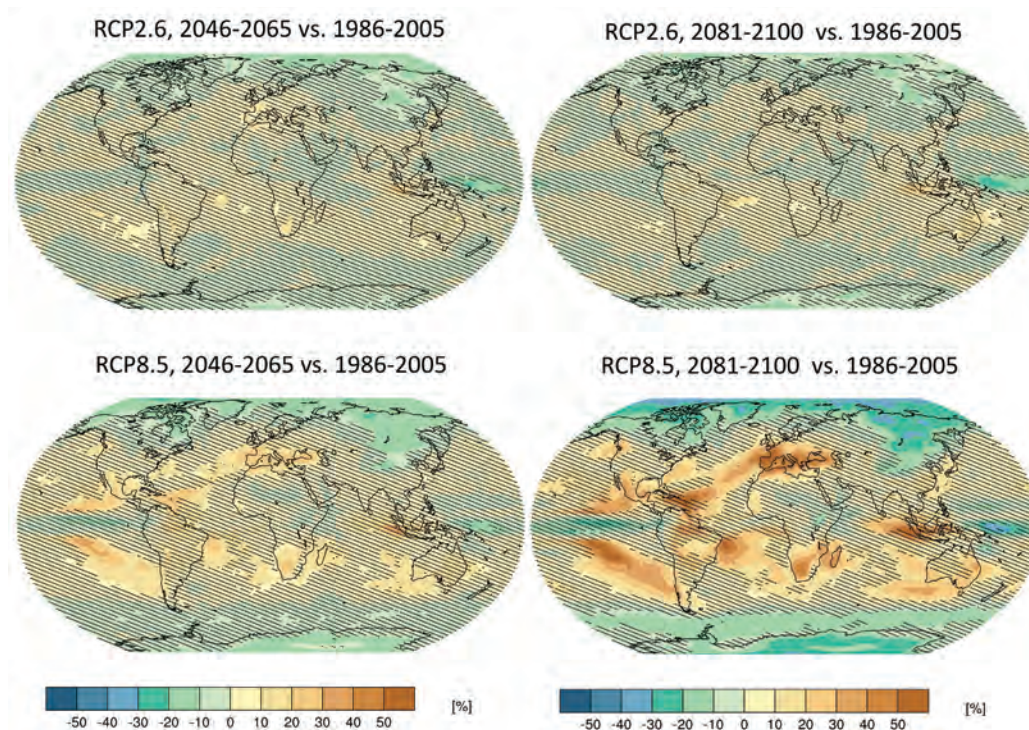 RCP2.6, 2046-2065 vs. 1986-2005
RCP2.6, 2081-2100 vs. 1986-2005
RCP8.5, 2046-2065 vs. 1986-2005
RCP8.5, 2081-2100 vs. 1986-2005
-50 -40 -30 -20 -10 0 10 20 30 40 50 [%]
-50 -40 -30 -20 -10 0 10 20 30 40 50 [%]